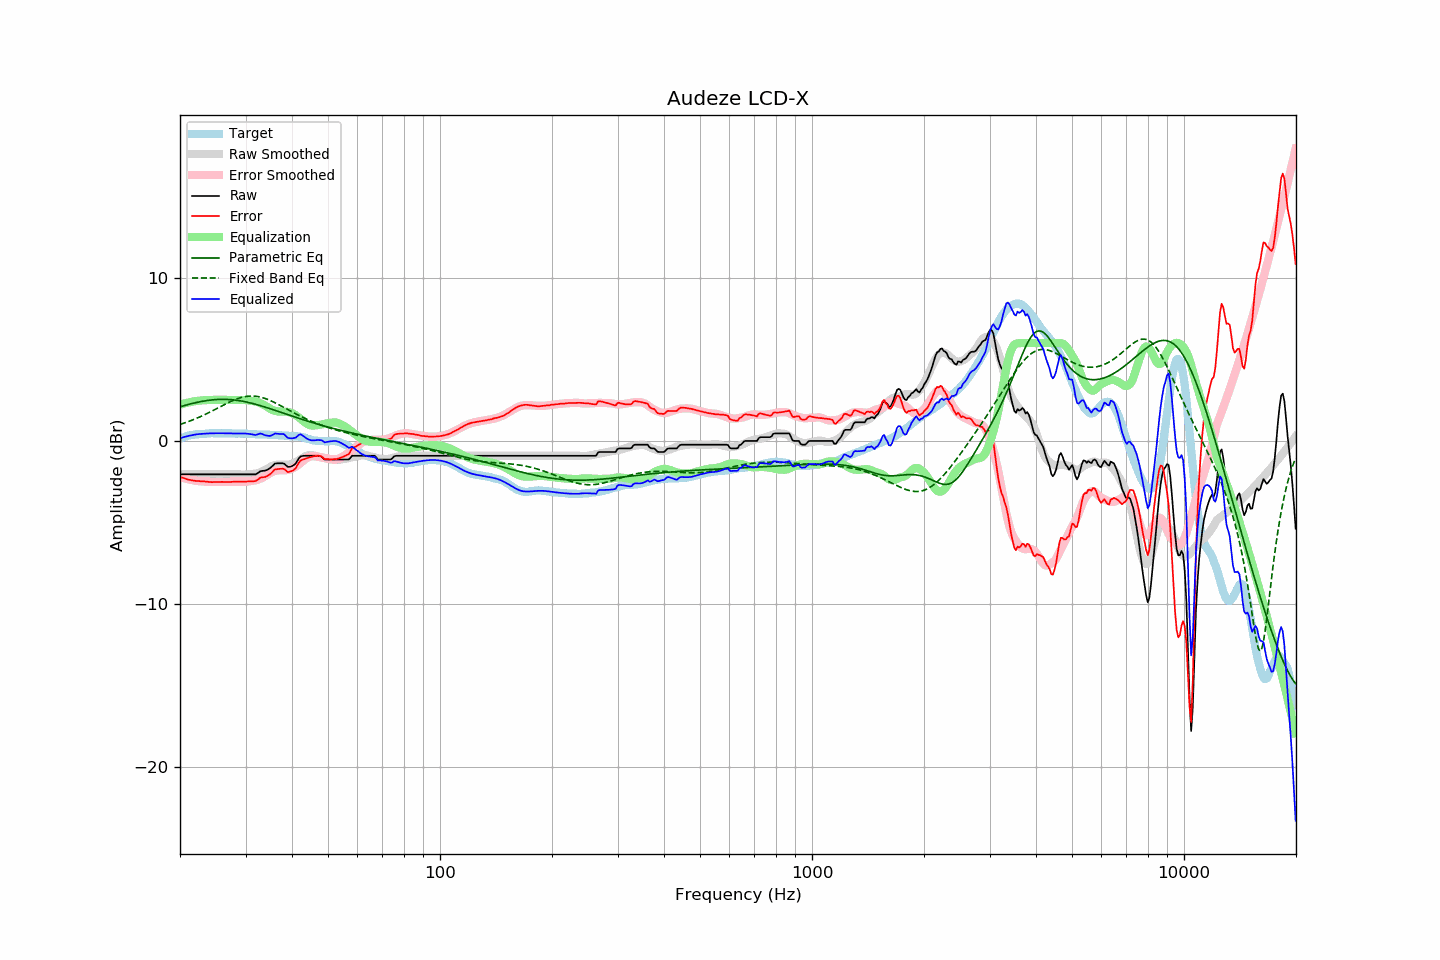 Audeze LCD-X
Target
Raw Smoothed
Error Smoothed
Raw
Error
Equalization
Parametric Eq
Fixed Band Eq
Equalized
Amplitude (dBr)
10
0
−10
−20
100
1000
10000
Frequency (Hz)